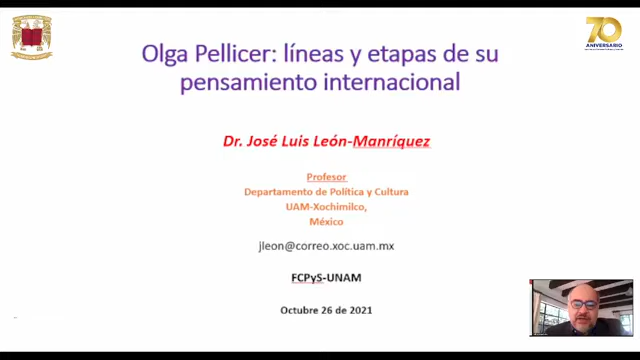 70
ANIVERSARIO
Olga Pellicer: líneas y etapas de su
pensamiento internacional
Dr. José Luis León-Manríquez
Profesor
Departamento de Política y Cultura
UAM-Xochimilco,
México
jleon@correo.xoc.uam.mx
FCPyS-UNAM
Octubre 26 de 2021